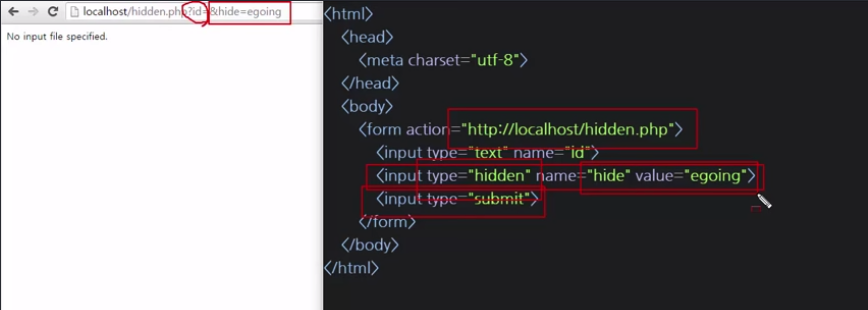 localhost/hidden.php?id=&hide=egoing
No input file specified.
<html>
<head>
<meta charset="utf-8">
</head>
<body>
<form action="http://localhost/hidden.php">
<input type="text" name="id">
<input type="hidden" name="hide" value="egoing">
<input type="submit">
</form>
</body>
</html>